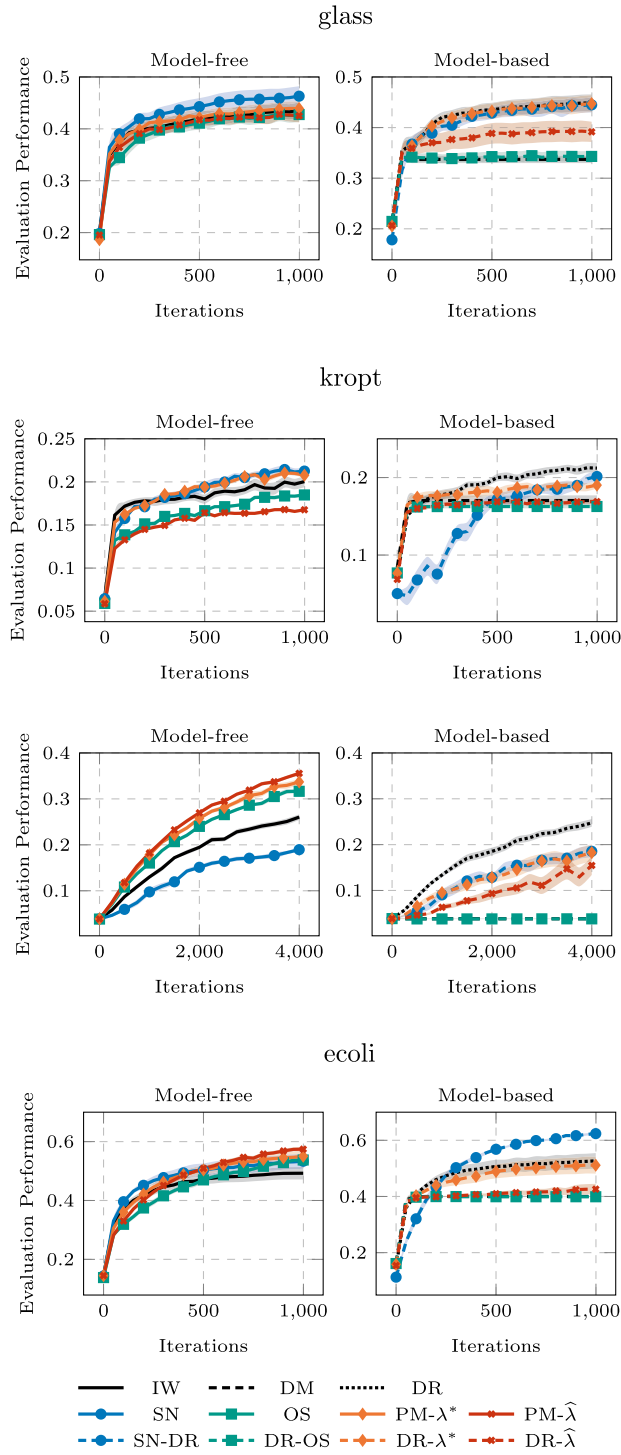 glass
Model-free Model-based
Evaluation Performance
0.5 0.5
0.4 0.4
0.3 0.3
0.2 0.2
0 500 1,000 0 500 1,000
Iterations Iterations
kropt
Model-free Model-based
Evaluation Performance
0.25
0.2 0.2
0.15
0.1 0.1
0.05
0 500 1,000 0 500 1,000
Iterations Iterations
Model-free Model-based
Evaluation Performance
0.4 0.4
0.3 0.3
0.2 0.2
0.1 0.1
0 2,000 4,000 0 2,000 4,000
Iterations Iterations
ecoli
Model-free Model-based
Evaluation Performance
0.6 0.6
0.4 0.4
0.2 0.2
0 500 1,000 0 500 1,000
Iterations Iterations
IW DM DR
SN OS PM-λ* PM-λ̂
SN-DR DR-OS DR-λ* DR-λ̂